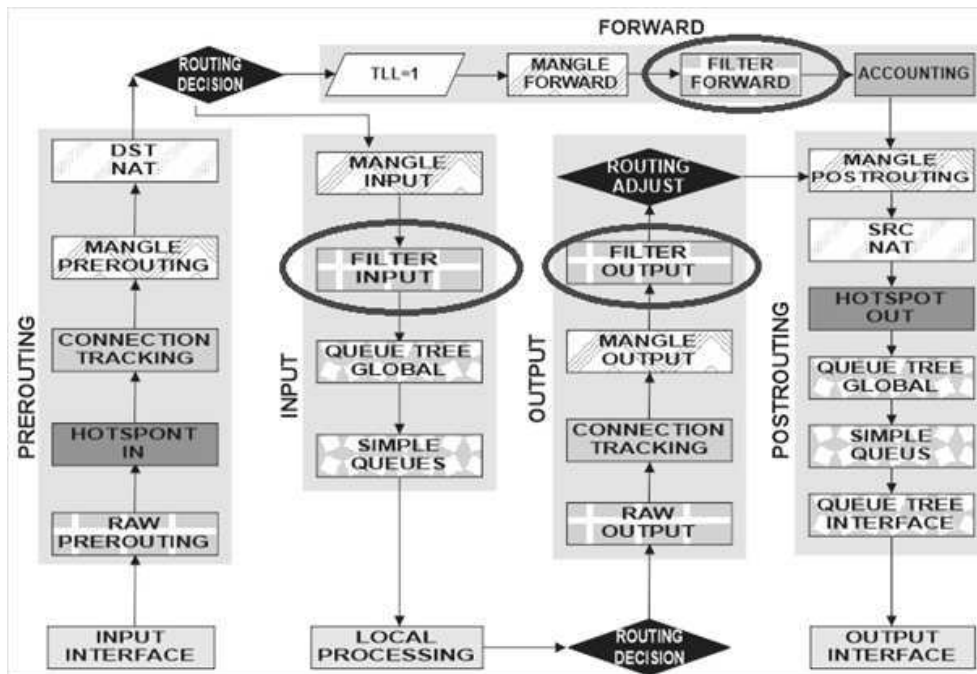 FORWARD
ROUTING
DECISION
TLL=1
MANGLE
FORWARD
FILTER
FORWARD
ACCOUNTING
PREROUTING
DST
NAT
MANGLE
PREROUTING
CONNECTION
TRACKING
HOTSPONT
IN
RAW
PREROUTING
INPUT
INTERFACE
INPUT
MANGLE
INPUT
FILTER
INPUT
QUEUE TREE
GLOBAL
SIMPLE
QUEUES
LOCAL
PROCESSING
OUTPUT
ROUTING
ADJUST
FILTER
OUTPUT
MANGLE
OUTPUT
CONNECTION
TRACKING
RAW
OUTPUT
ROUTING
DECISION
POSTROUTING
MANGLE
POSTROUTING
SRC
NAT
HOTSPOT
OUT
QUEUE TREE
GLOBAL
SIMPLE
QUEUS
QUEUE TREE
INTERFACE
OUTPUT
INTERFACE